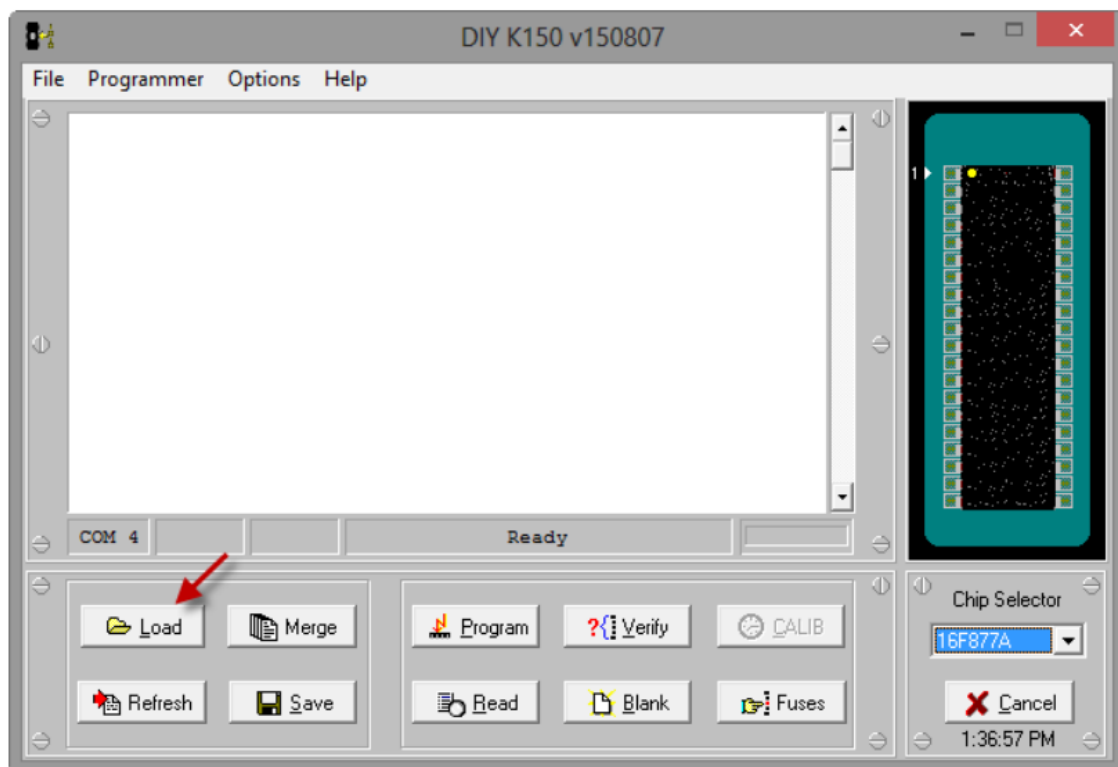 DIY K150 v150807
File Programmer Options Help
1
COM 4 Ready
Load Merge Program ?{ Verify CALIB
Refresh Save Read Blank Fuses
Chip Selector
16F877A
Cancel
1:36:57 PM